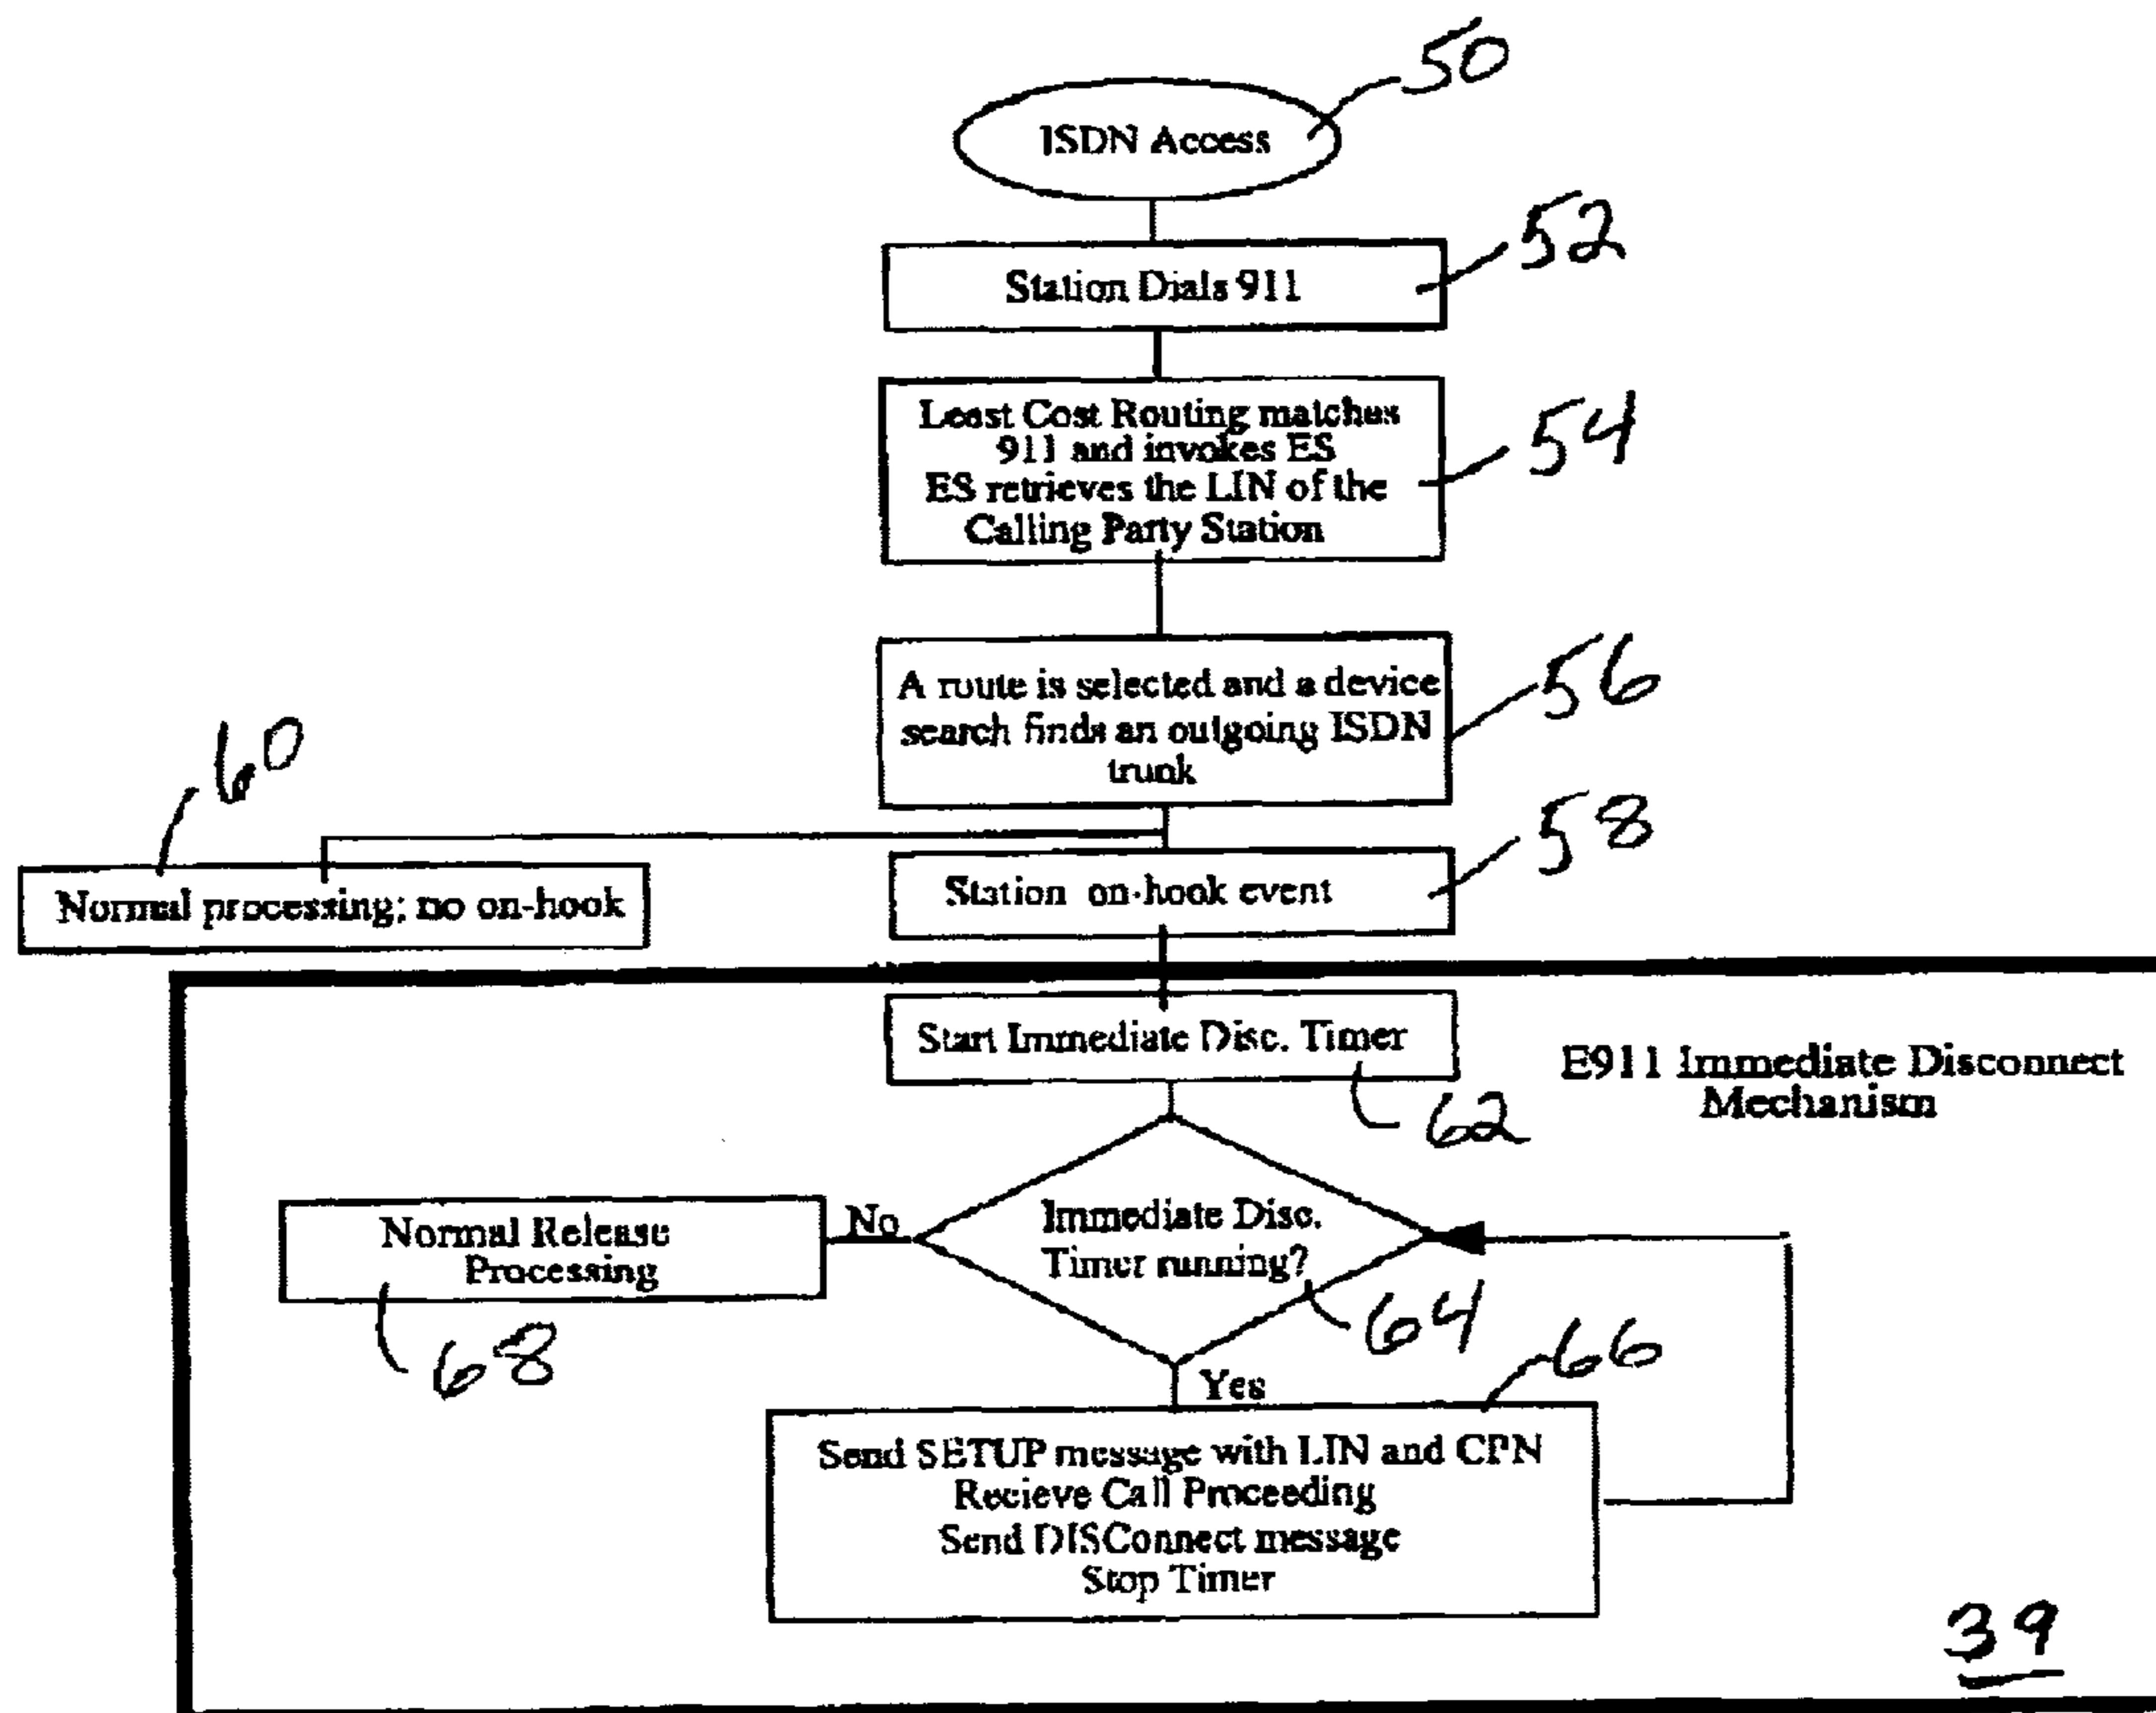 50
ISDN Access
52
Station Dials 911
Least Cost Routing matches
911 and invokes ES
ES retrieves the LIN of the
Calling Party Station
54
A route is selected and a device
search finds an outgoing ISDN
trunk
56
60
58
Normal processing; no on-hook
Station on-hook event
Start Immediate Disc. Timer
62
E911 Immediate Disconnect
Mechanism
Immediate Disc.
Timer running?
64
No
Normal Release
Processing
68
Yes
66
Send SETUP message with LIN and CPN
Recieve Call Proceeding
Send DISConnect message
Stop Timer
39